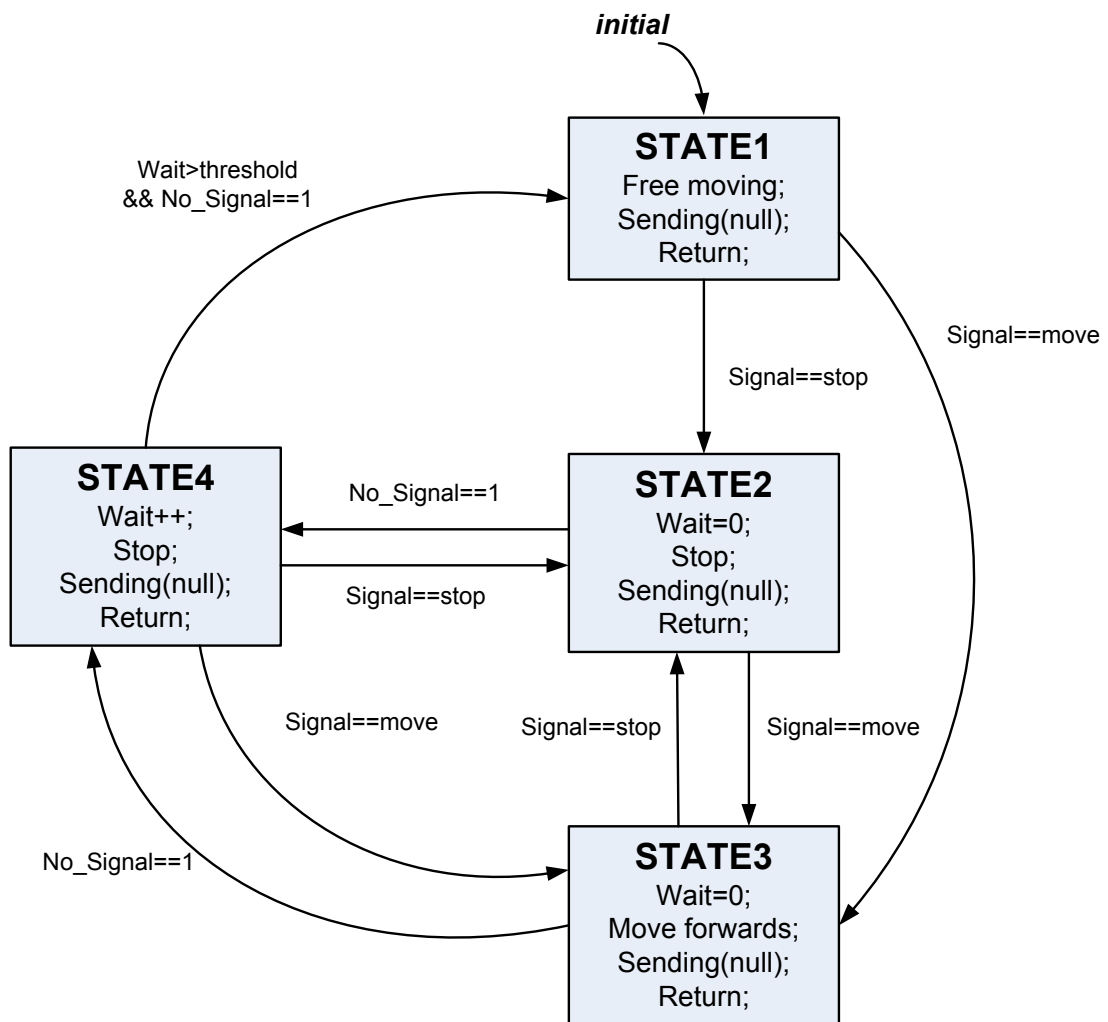 initial
STATE1
Free moving;
Sending(null);
Return;
Wait>threshold
&& No_Signal==1
Signal==move
Signal==stop
STATE4
Wait++;
Stop;
Sending(null);
Return;
No_Signal==1
Signal==stop
STATE2
Wait=0;
Stop;
Sending(null);
Return;
Signal==move
Signal==stop
Signal==move
No_Signal==1
STATE3
Wait=0;
Move forwards;
Sending(null);
Return;